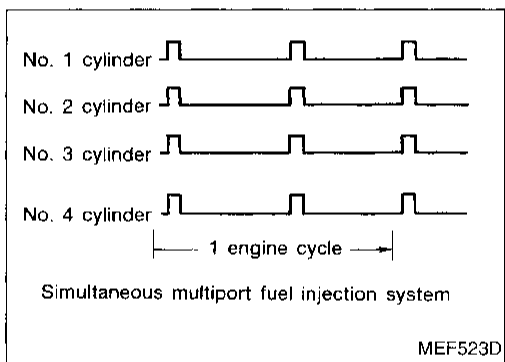 No. 1 cylinder
No. 2 cylinder
No. 3 cylinder
No. 4 cylinder
1 engine cycle
Simultaneous multiport fuel injection system
MEF523D